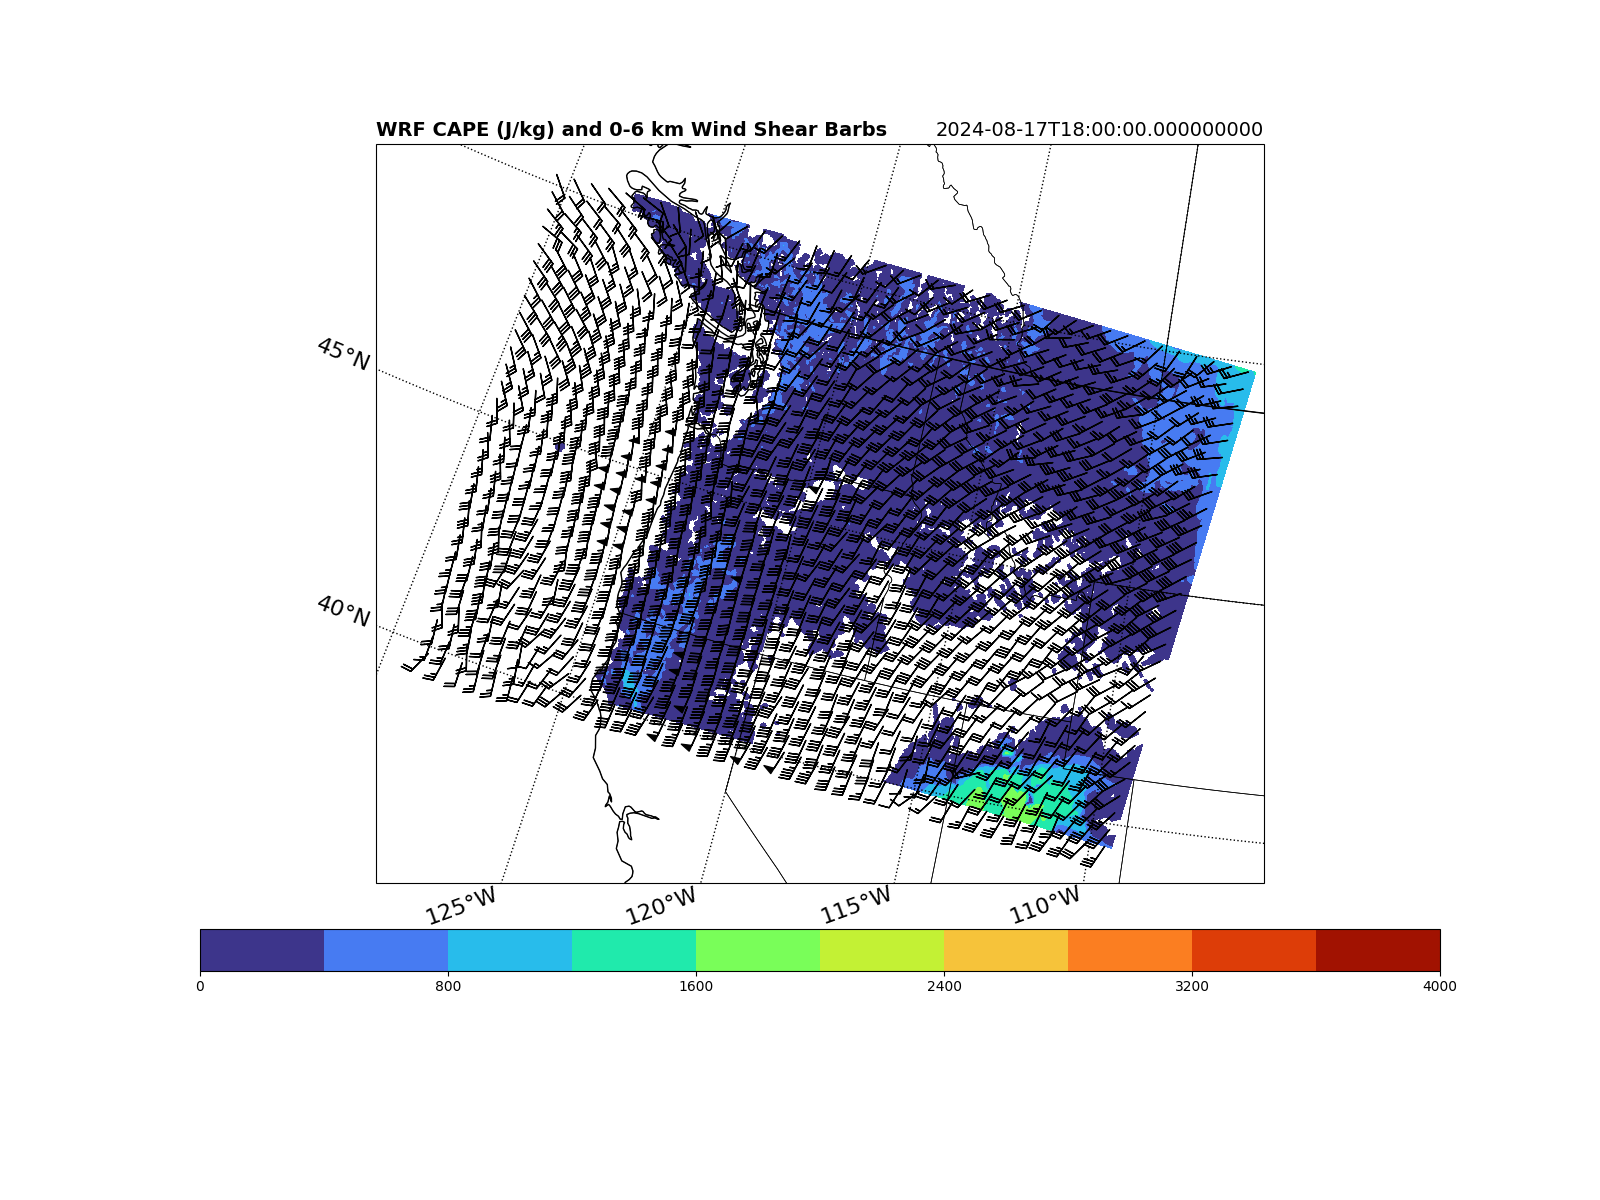 WRF CAPE (J/kg) and 0-6 km Wind Shear Barbs 2024-08-17T18:00:00.000000000
45°N
40°N
125°W 120°W 115°W 110°W
0 800 1600 2400 3200 4000